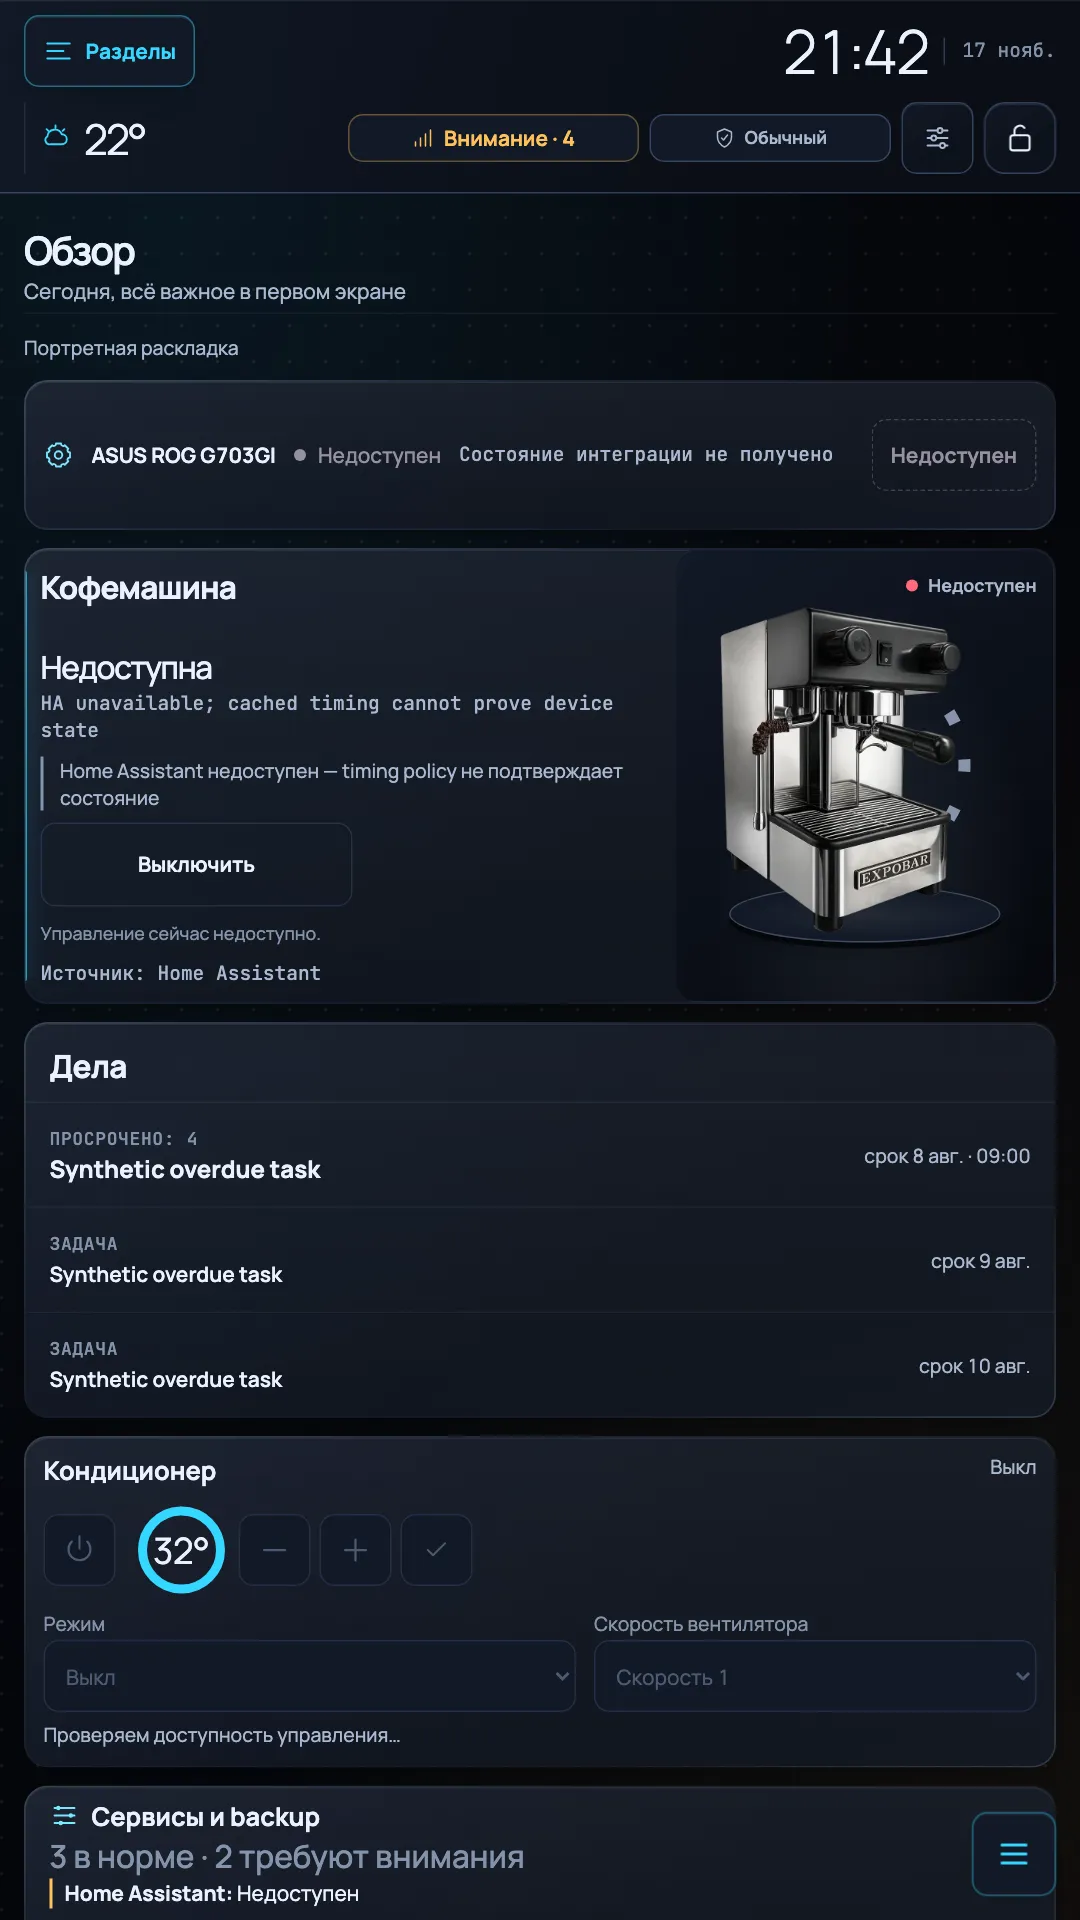 Разделы
21:42
17 нояб.
22°
Внимание · 4
Обычный
Обзор
Сегодня, всё важное в первом экране
Портретная раскладка
ASUS ROG G703GI
Недоступен
Состояние интеграции не получено
Недоступен
Кофемашина
Недоступен
Недоступна
HA unavailable; cached timing cannot prove device
state
Home Assistant недоступен — timing policy не подтверждает
состояние
Выключить
EXPOBAR
Управление сейчас недоступно.
Источник: Home Assistant
Дела
ПРОСРОЧЕНО: 4
Synthetic overdue task
срок 8 авг. · 09:00
ЗАДАЧА
Synthetic overdue task
срок 9 авг.
ЗАДАЧА
Synthetic overdue task
срок 10 авг.
Кондиционер
Выкл
32°
Режим
Скорость вентилятора
Выкл
Скорость 1
Проверяем доступность управления…
Сервисы и backup
3 в норме · 2 требуют внимания
Home Assistant: Недоступен